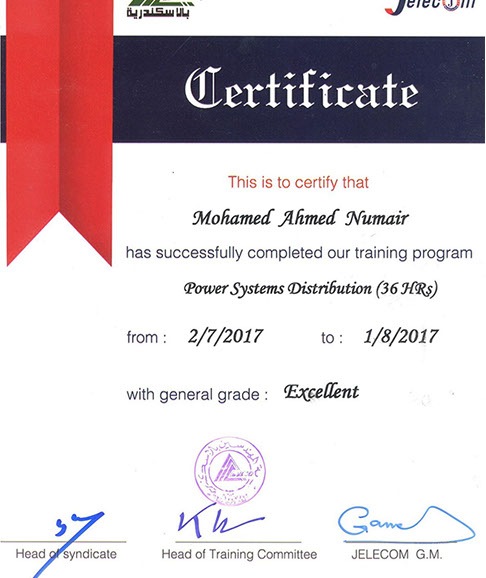 بالاسكندرية
Jelecom
Certificate
This is to certify that
Mohamed Ahmed Numair
has successfully completed our training program
Power Systems Distribution (36 HRs)
from : 2/7/2017 to : 1/8/2017
with general grade : Excellent
Head of syndicate Head of Training Committee JELECOM G.M.